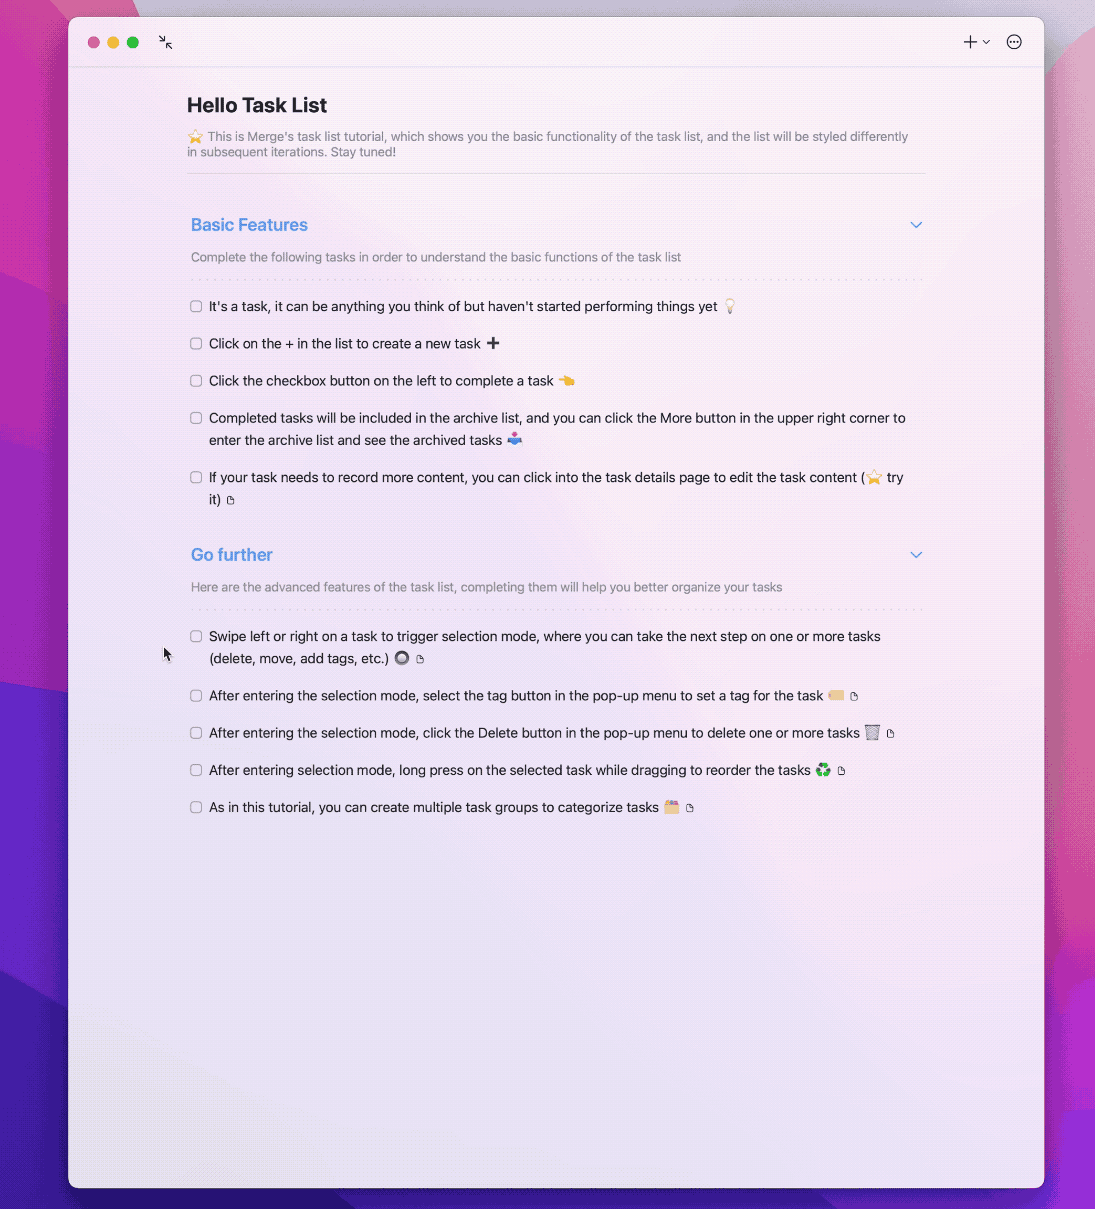 Hello Task List
⭐ This is Merge's task list tutorial, which shows you the basic functionality of the task list, and the list will be styled differently
in subsequent iterations. Stay tuned!
Basic Features
Complete the following tasks in order to understand the basic functions of the task list
It's a task, it can be anything you think of but haven't started performing things yet 💡
Click on the + in the list to create a new task ➕
Click the checkbox button on the left to complete a task 👈
Completed tasks will be included in the archive list, and you can click the More button in the upper right corner to
enter the archive list and see the archived tasks 📥
If your task needs to record more content, you can click into the task details page to edit the task content (⭐ try
it)
Go further
Here are the advanced features of the task list, completing them will help you better organize your tasks
Swipe left or right on a task to trigger selection mode, where you can take the next step on one or more tasks
(delete, move, add tags, etc.) 🔘
After entering the selection mode, select the tag button in the pop-up menu to set a tag for the task 🏷️
After entering the selection mode, click the Delete button in the pop-up menu to delete one or more tasks 🗑️
After entering selection mode, long press on the selected task while dragging to reorder the tasks ♻️
As in this tutorial, you can create multiple task groups to categorize tasks 🗂️